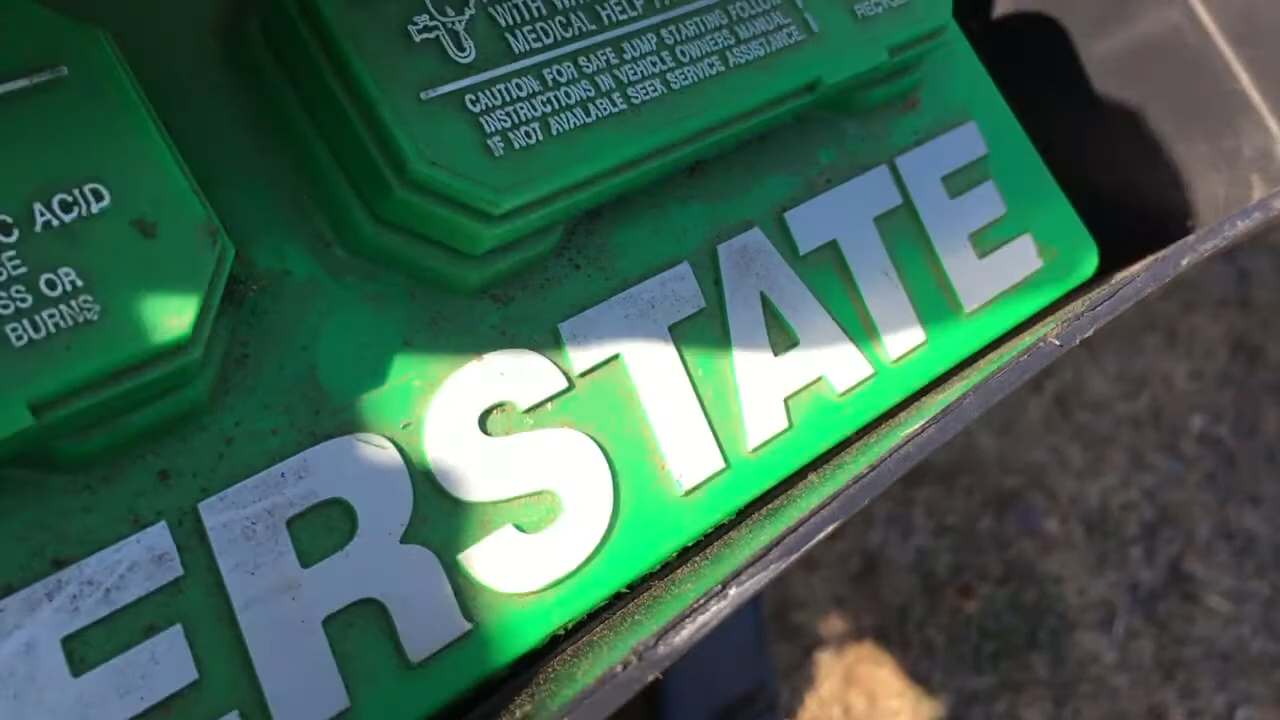 WITH
MEDICAL HELP
CAUTION: FOR SAFE JUMP STARTING FOLLOW
INSTRUCTIONS IN VEHICLE OWNERS MANUAL.
IF NOT AVAILABLE SEEK SERVICE ASSISTANCE
C ACID
SE
SS OR
BURNS
ERSTATE